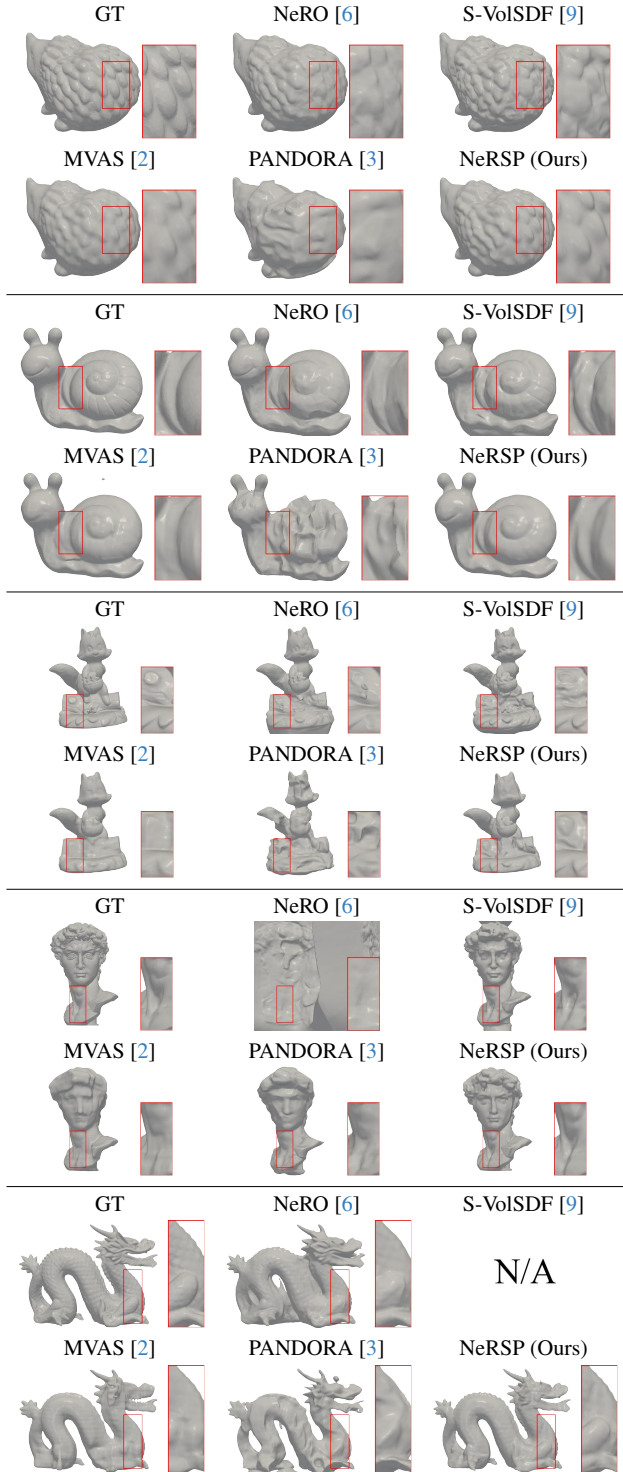 GT NeRO [6] S-VolSDF [9]
MVAS [2] PANDORA [3] NeRSP (Ours)
GT NeRO [6] S-VolSDF [9]
MVAS [2] PANDORA [3] NeRSP (Ours)
GT NeRO [6] S-VolSDF [9]
MVAS [2] PANDORA [3] NeRSP (Ours)
GT NeRO [6] S-VolSDF [9]
MVAS [2] PANDORA [3] NeRSP (Ours)
GT NeRO [6] S-VolSDF [9]
N/A
MVAS [2] PANDORA [3] NeRSP (Ours)